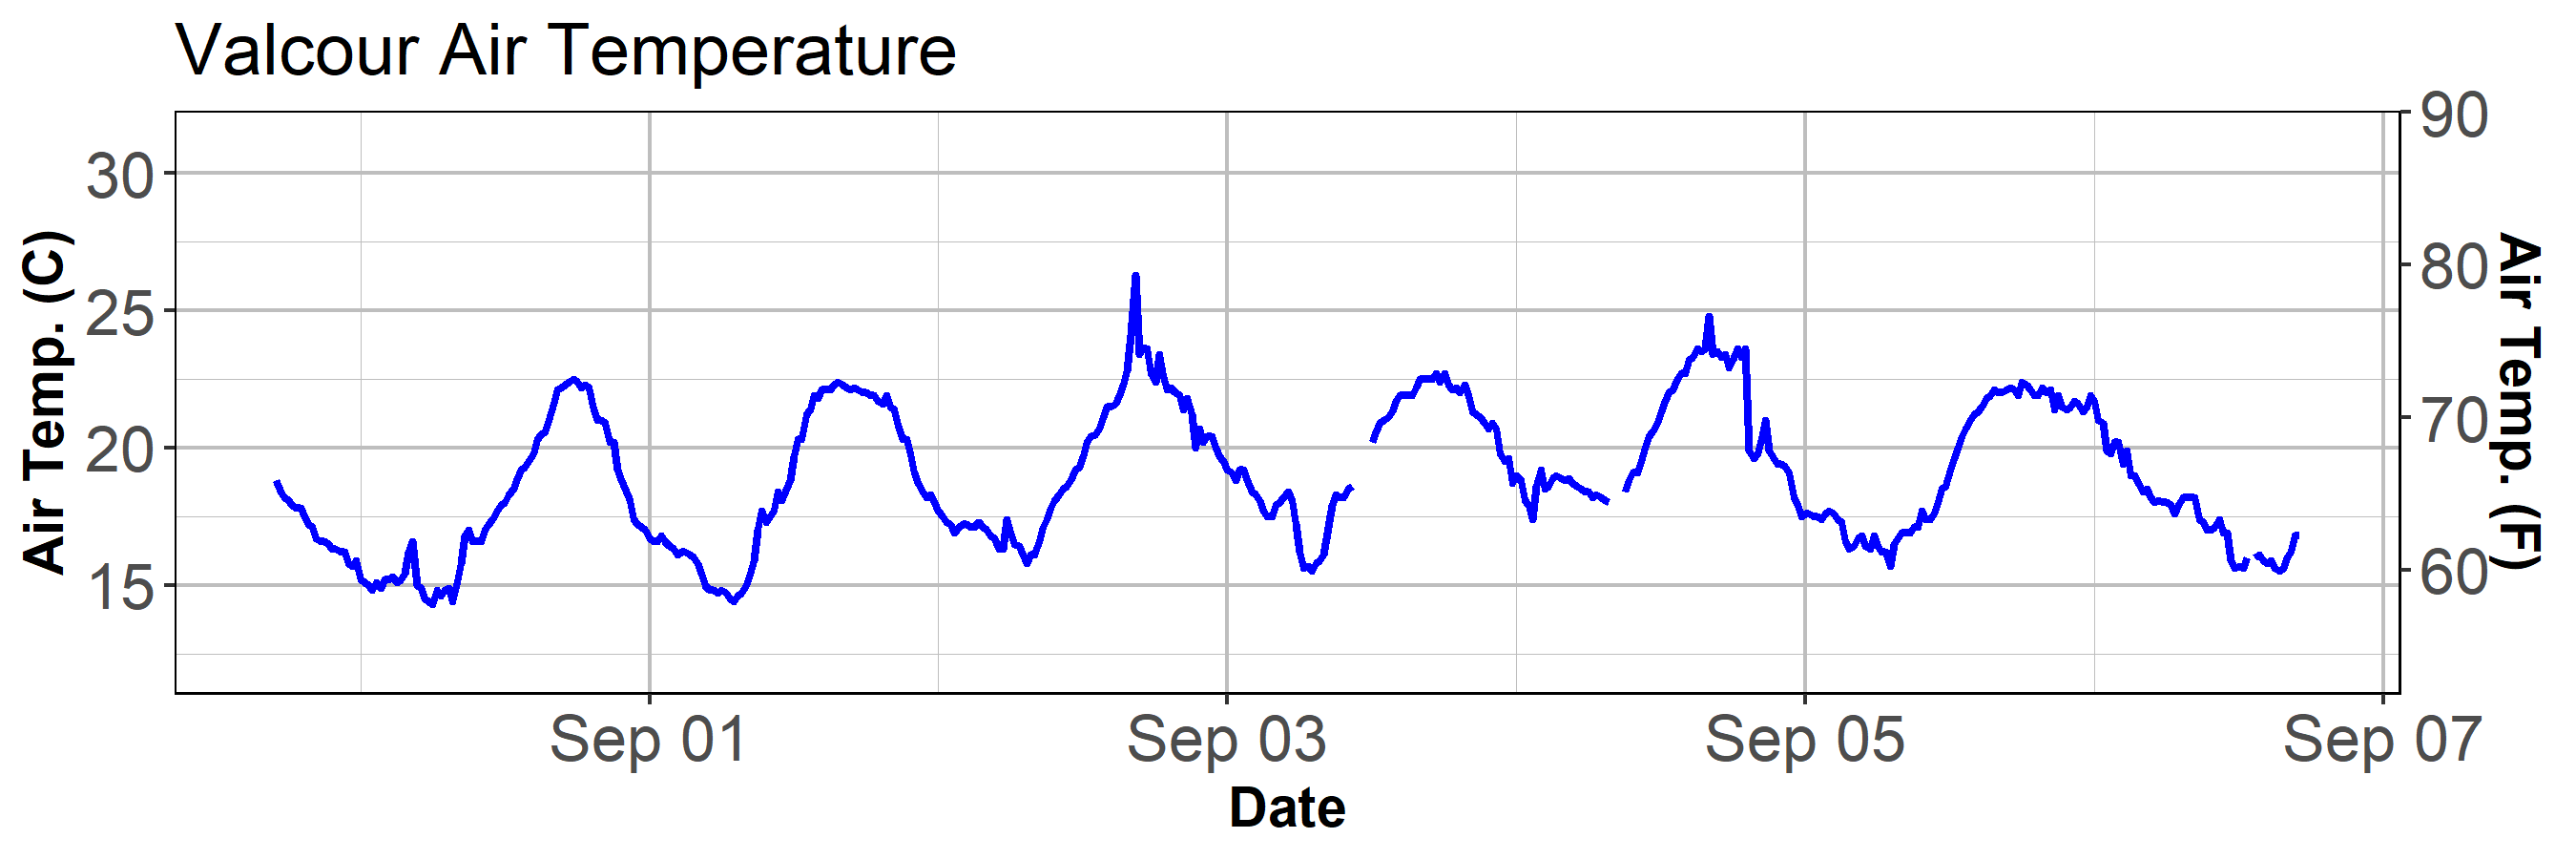 Valcour Air Temperature
Air Temp. (C)
30
25
20
15
90
80
70
60
Air Temp. (F)
Sep 01
Sep 03
Sep 05
Sep 07
Date